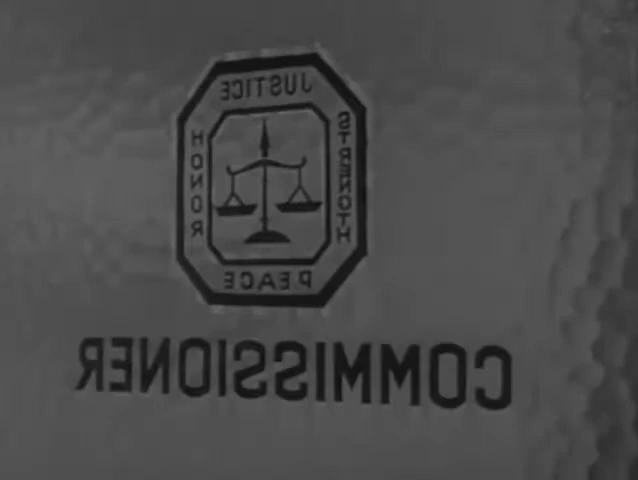 JUSTICE
STRENGTH
HONOR
PEACE
COMMISSIONER